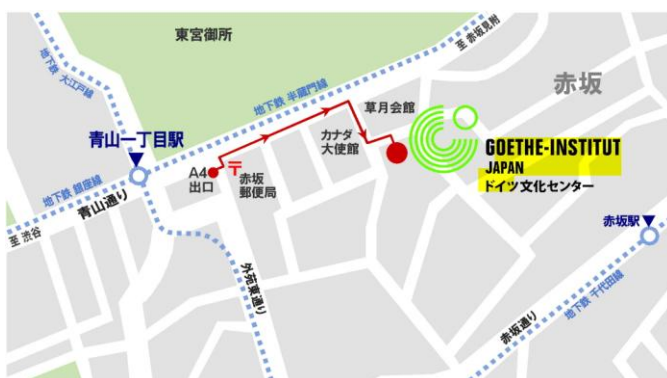 東宮御所
至 赤坂見附
地下鉄 大江戸線
地下鉄 半蔵門線
赤坂
草月会館
カナダ
大使館
GOETHE-INSTITUT
JAPAN
ドイツ文化センター
青山一丁目駅
A4
出口
〒
赤坂
郵便局
地下鉄 銀座線
青山通り
至 渋谷
外苑東通り
赤坂駅
赤坂通り
地下鉄 千代田線